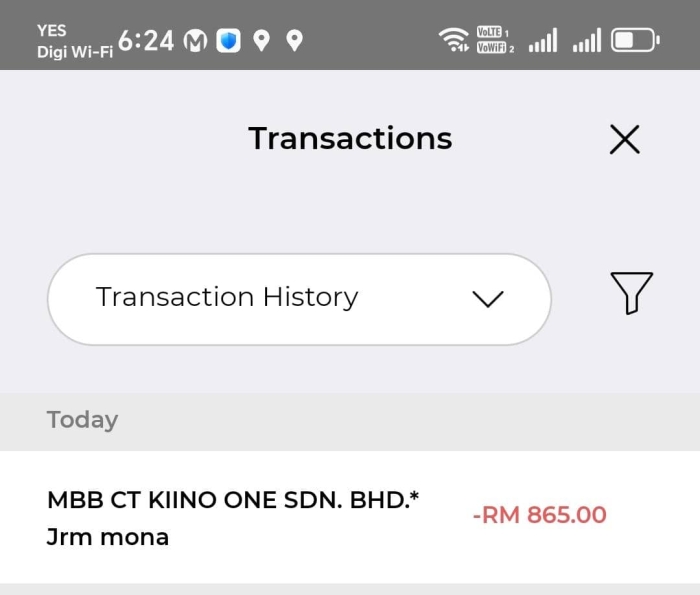 YES
Digi Wi-Fi
6:24
VoLTE 1
VoWiFi 2
Transactions
Transaction History
Today
MBB CT KIINO ONE SDN. BHD.*
-RM 865.00
Jrm mona